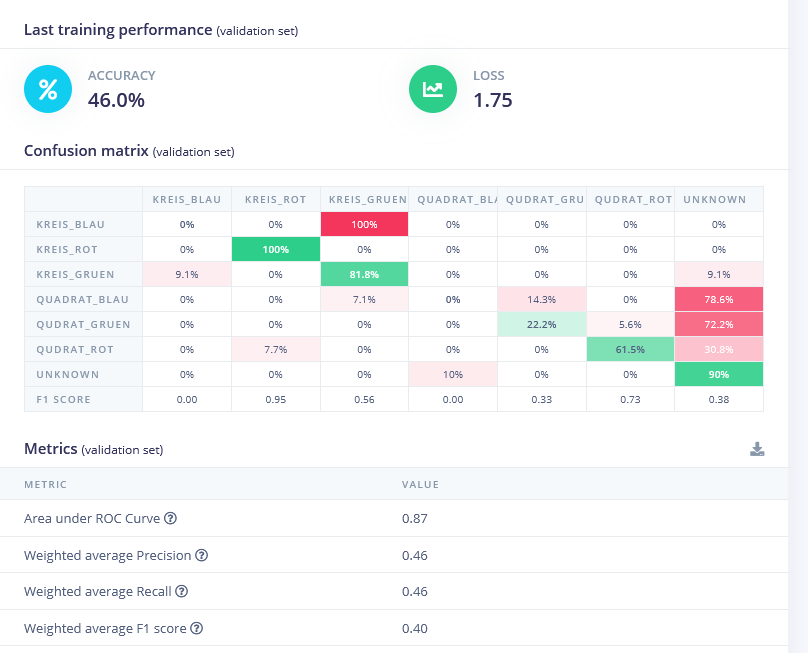 Last training performance (validation set)
ACCURACY
46.0%
LOSS
1.75
Confusion matrix (validation set)
KREIS_BLAU KREIS_ROT KREIS_GRUEN QUADRAT_BLA QUDRAT_GRU QUDRAT_ROT UNKNOWN
KREIS_BLAU 0% 0% 100% 0% 0% 0% 0%
KREIS_ROT 0% 100% 0% 0% 0% 0% 0%
KREIS_GRUEN 9.1% 0% 81.8% 0% 0% 0% 9.1%
QUADRAT_BLAU 0% 0% 7.1% 0% 14.3% 0% 78.6%
QUDRAT_GRUEN 0% 0% 0% 0% 22.2% 5.6% 72.2%
QUDRAT_ROT 0% 7.7% 0% 0% 0% 61.5% 30.8%
UNKNOWN 0% 0% 0% 10% 0% 0% 90%
F1 SCORE 0.00 0.95 0.56 0.00 0.33 0.73 0.38
Metrics (validation set)
METRIC VALUE
Area under ROC Curve 0.87
Weighted average Precision 0.46
Weighted average Recall 0.46
Weighted average F1 score 0.40